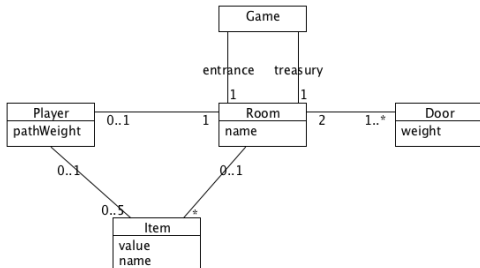 Game
entrance treasury
1 1
Player Room Door
pathWeight name weight
0..1 1 2 1..*
0..1 0..1
0..5 *
Item
value
name